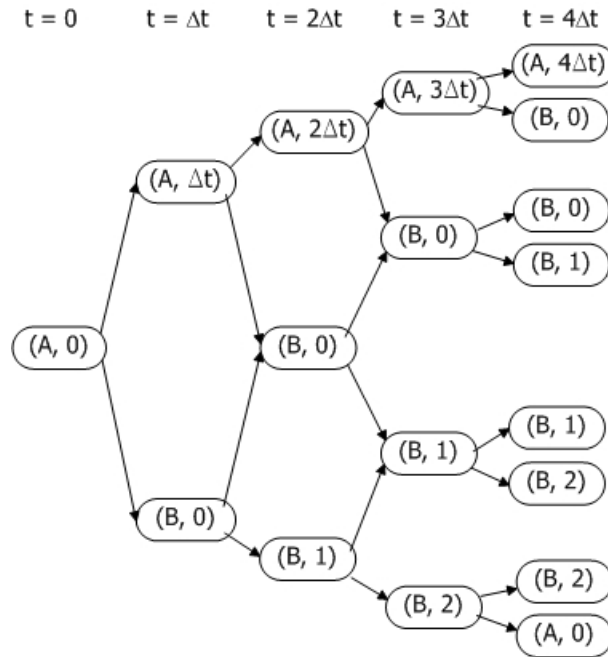 t = 0 t = Δt t = 2Δt t = 3Δt t = 4Δt
(A, 4Δt)
(A, 3Δt)
(B, 0)
(A, 2Δt)
(A, Δt)
(B, 0)
(B, 0)
(B, 1)
(A, 0)
(B, 0)
(B, 1)
(B, 1)
(B, 2)
(B, 0)
(B, 1)
(B, 2)
(B, 2)
(A, 0)